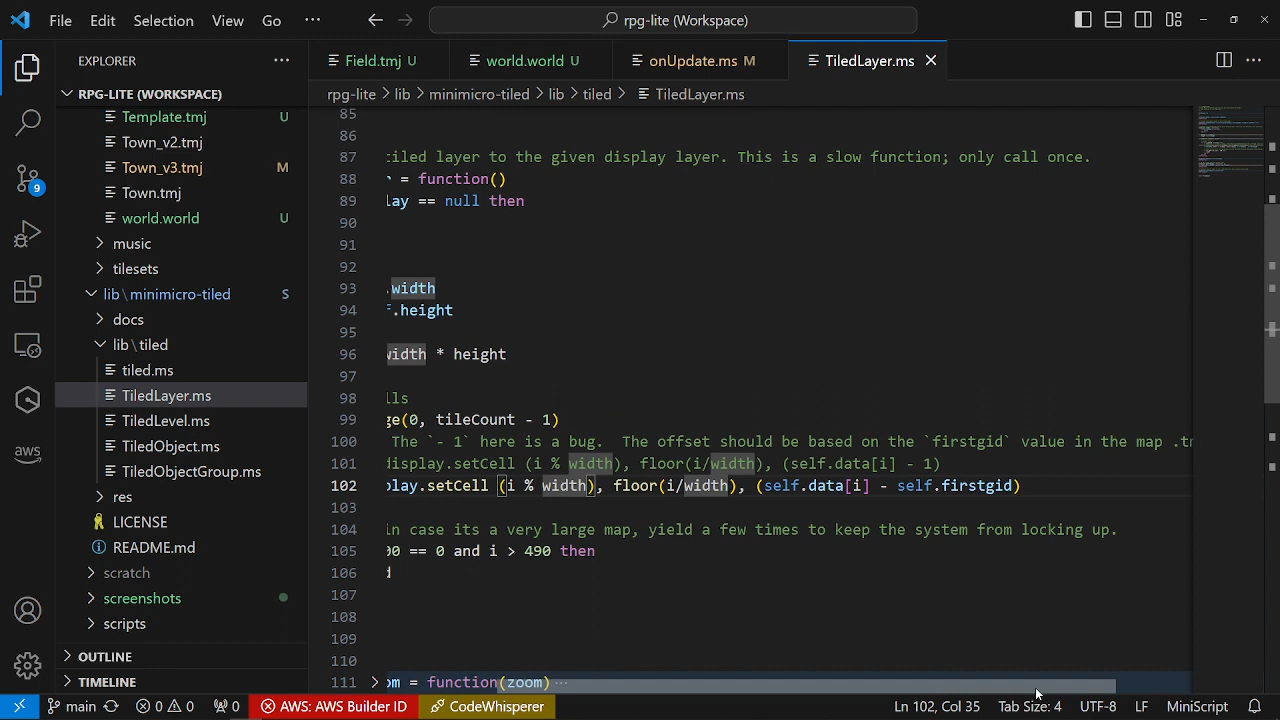 File Edit Selection View Go ··· rpg-lite (Workspace)
EXPLORER
RPG-LITE (WORKSPACE)
Template.tmj U
Town_v2.tmj
Town_v3.tmj M
Town.tmj
world.world U
music
tilesets
lib\minimicro-tiled S
docs
lib\tiled
tiled.ms
TiledLayer.ms
TiledLevel.ms
TiledObject.ms
TiledObjectGroup.ms
res
LICENSE
README.md
scratch
screenshots
scripts
OUTLINE
TIMELINE
9
aws
Field.tmj U world.world U onUpdate.ms M TiledLayer.ms
rpg-lite > lib > minimicro-tiled > lib > tiled > TiledLayer.ms
85
86
87 tiled layer to the given display layer. This is a slow function; only call once.
88 = function()
89 lay == null then
90
91
92
93 .width
94 f.height
95
96 width * height
97
98 lls
99 ge(0, tileCount - 1)
100 The `- 1` here is a bug.  The offset should be based on the `firstgid` value in the map .t
101 display.setCell (i % width), floor(i/width), (self.data[i] - 1)
102 play.setCell (i % width), floor(i/width), (self.data[i] - self.firstgid)
103
104 in case its a very large map, yield a few times to keep the system from locking up.
105 00 == 0 and i > 490 then
106 d
107
108
109
110
111 om = function(zoom) ···
main 0 0 0 AWS: AWS Builder ID CodeWhisperer Ln 102, Col 35 Tab Size: 4 UTF-8 LF MiniScript